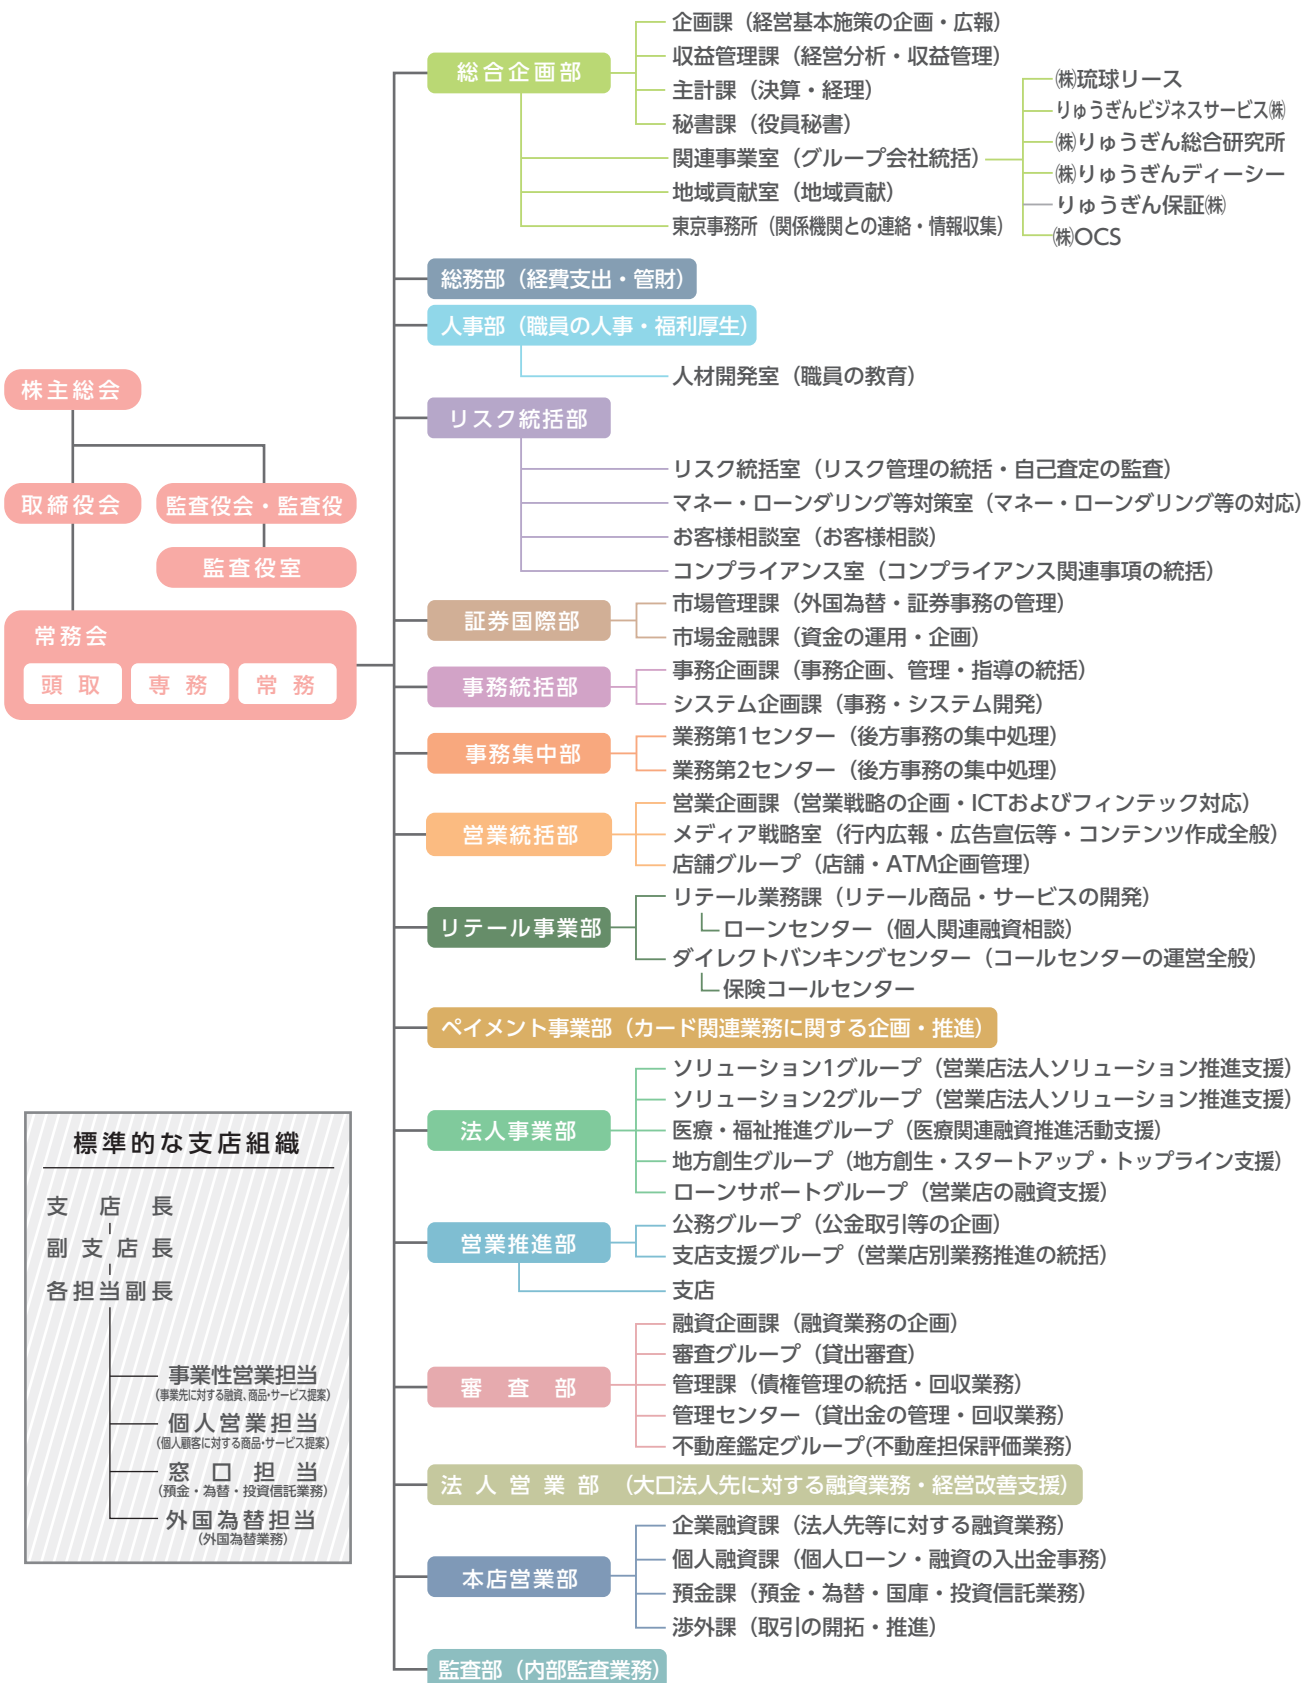 株主総会
取締役会
監査役会・監査役
監査役室
常務会
頭取
専務
常務
総合企画部
企画課（経営基本施策の企画・広報）
収益管理課（経営分析・収益管理）
主計課（決算・経理）
秘書課（役員秘書）
関連事業室（グループ会社統括）
㈱琉球リース
りゅうぎんビジネスサービス㈱
㈱りゅうぎん総合研究所
㈱りゅうぎんディーシー
りゅうぎん保証㈱
㈱OCS
地域貢献室（地域貢献）
東京事務所（関係機関との連絡・情報収集）
総務部（経費支出・管財）
人事部（職員の人事・福利厚生）
人材開発室（職員の教育）
リスク統括部
リスク統括室（リスク管理の統括・自己査定の監査）
マネー・ローンダリング等対策室（マネー・ローンダリング等の対応）
お客様相談室（お客様相談）
コンプライアンス室（コンプライアンス関連事項の統括）
証券国際部
市場管理課（外国為替・証券事務の管理）
市場金融課（資金の運用・企画）
事務統括部
事務企画課（事務企画、管理・指導の統括）
システム企画課（事務・システム開発）
事務集中部
業務第1センター（後方事務の集中処理）
業務第2センター（後方事務の集中処理）
営業統括部
営業企画課（営業戦略の企画・ICTおよびフィンテック対応）
メディア戦略室（行内広報・広告宣伝等・コンテンツ作成全般）
店舗グループ（店舗・ATM企画管理）
リテール事業部
リテール業務課（リテール商品・サービスの開発）
ローンセンター（個人関連融資相談）
ダイレクトバンキングセンター（コールセンターの運営全般）
保険コールセンター
ペイメント事業部（カード関連業務に関する企画・推進）
法人事業部
ソリューション1グループ（営業店法人ソリューション推進支援）
ソリューション2グループ（営業店法人ソリューション推進支援）
医療・福祉推進グループ（医療関連融資推進活動支援）
地方創生グループ（地方創生・スタートアップ・トップライン支援）
ローンサポートグループ（営業店の融資支援）
営業推進部
公務グループ（公金取引等の企画）
支店支援グループ（営業店別業務推進の統括）
支店
審査部
融資企画課（融資業務の企画）
審査グループ（貸出審査）
管理課（債権管理の統括・回収業務）
管理センター（貸出金の管理・回収業務）
不動産鑑定グループ(不動産担保評価業務)
法人営業部（大口法人先に対する融資業務・経営改善支援）
本店営業部
企業融資課（法人先等に対する融資業務）
個人融資課（個人ローン・融資の入出金事務）
預金課（預金・為替・国庫・投資信託業務）
渉外課（取引の開拓・推進）
監査部（内部監査業務）
標準的な支店組織
支店長
副支店長
各担当副長
事業性営業担当
（事業先に対する融資、商品・サービス提案）
個人営業担当
（個人顧客に対する商品・サービス提案）
窓口担当
（預金・為替・投資信託業務）
外国為替担当
（外国為替業務）